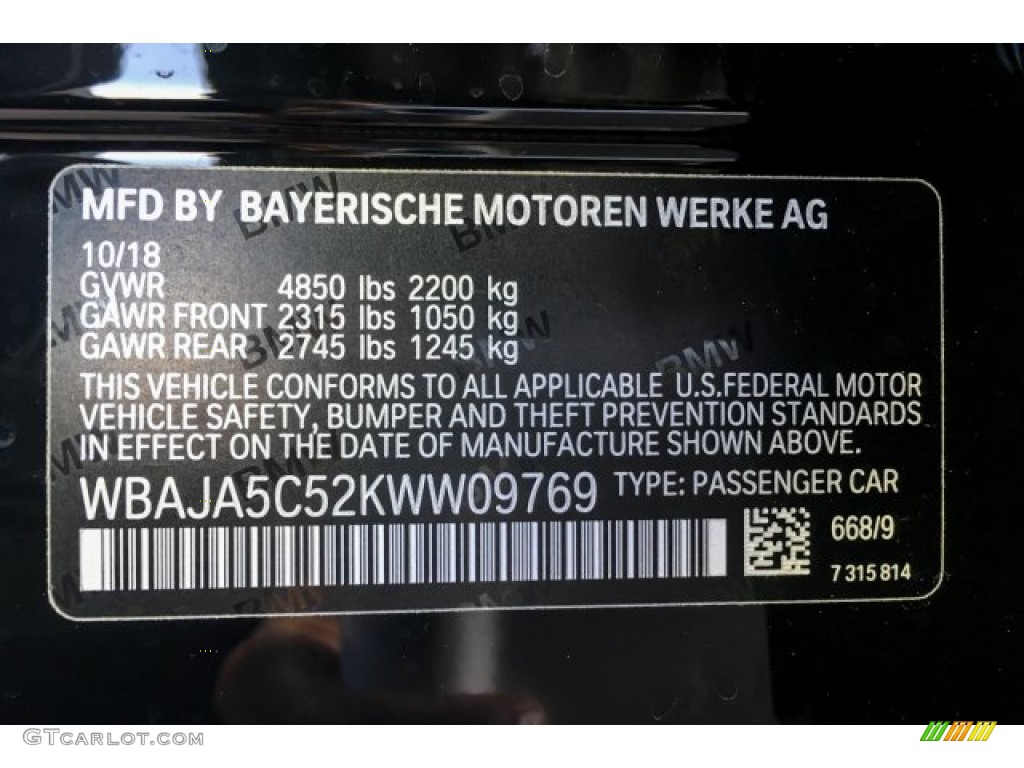 MFD BY BAYERISCHE MOTOREN WERKE AG
10/18
GVWR 4850 lbs 2200 kg
GAWR FRONT 2315 lbs 1050 kg
GAWR REAR 2745 lbs 1245 kg
THIS VEHICLE CONFORMS TO ALL APPLICABLE U.S.FEDERAL MOTOR
VEHICLE SAFETY, BUMPER AND THEFT PREVENTION STANDARDS
IN EFFECT ON THE DATE OF MANUFACTURE SHOWN ABOVE.
WBAJA5C52KWW09769 TYPE: PASSENGER CAR
668/9
7 315 814
GTCARLOT.COM